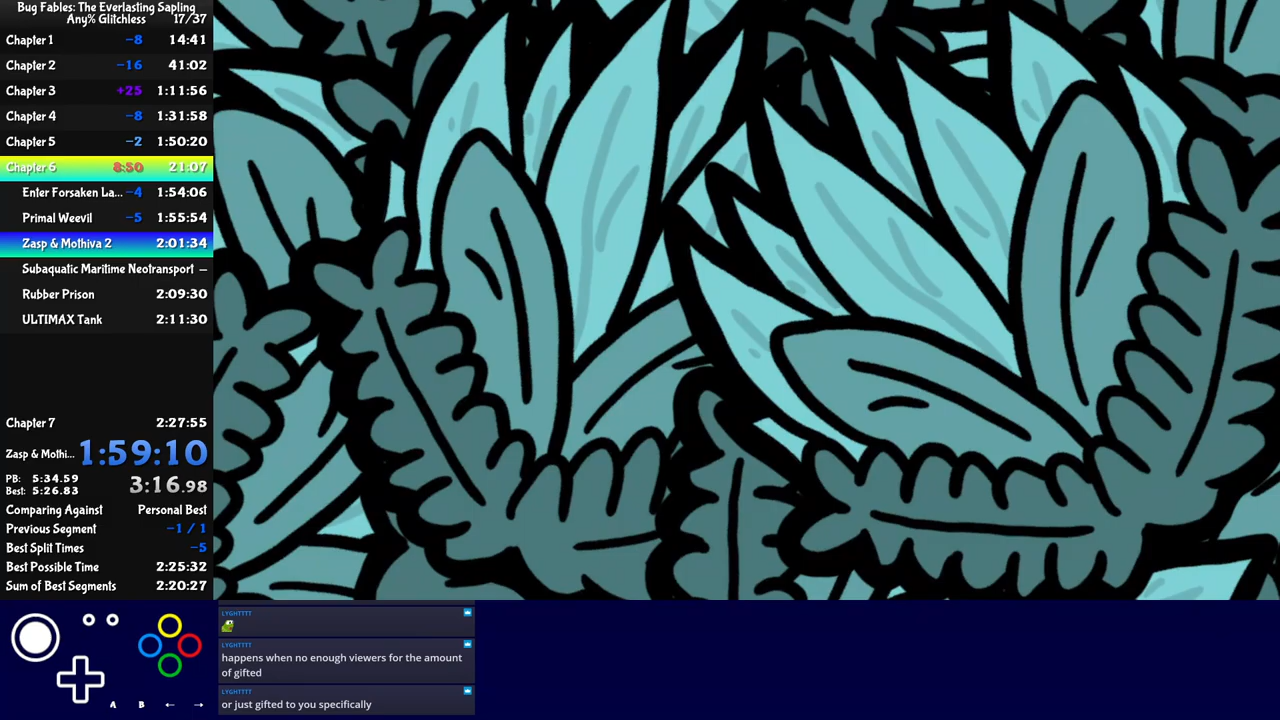 Bug Fables: The Everlasting Sapling
Any% Glitchless 17/37
Chapter 1 -8 14:41
Chapter 2 -16 41:02
Chapter 3 +25 1:11:56
Chapter 4 -8 1:31:58
Chapter 5 -2 1:50:20
Chapter 6 8:50 21:07
Enter Forsaken La... -4 1:54:06
Primal Weevil -5 1:55:54
Zasp & Mothiva 2 2:01:34
Subaquatic Maritime Neotransport —
Rubber Prison 2:09:30
ULTIMAX Tank 2:11:30
Chapter 7 2:27:55
Zasp & Mothi... 1:59:10
PB: 5:34.59
Best: 5:26.83 3:16.98
Comparing Against Personal Best
Previous Segment -1 / 1
Best Split Times -5
Best Possible Time 2:25:32
Sum of Best Segments 2:20:27
A B ← →
LYGHTTTT
LYGHTTTT
happens when no enough viewers for the amount
of gifted
LYGHTTTT
or just gifted to you specifically